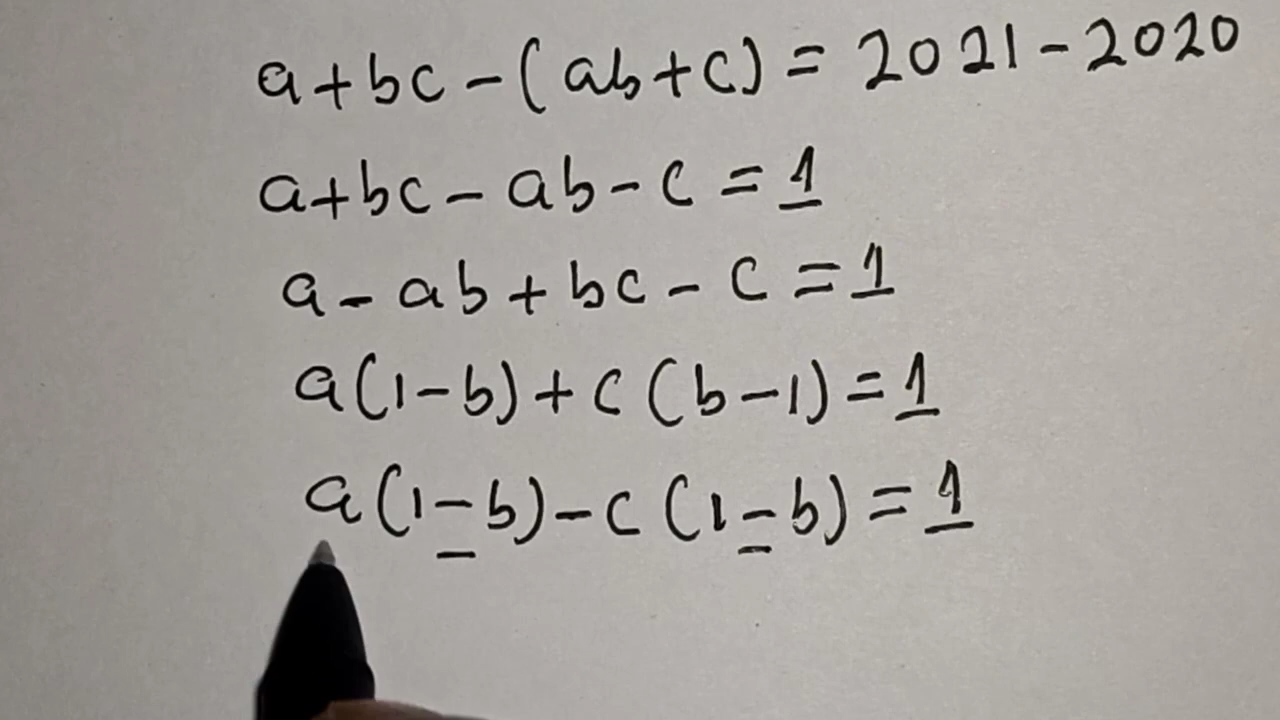 a+bc-(ab+c)=2021-2020
a+bc-ab-c=1
a-ab+bc-c=1
a(1-b)+c(b-1)=1
a(1-b)-c(1-b)=1